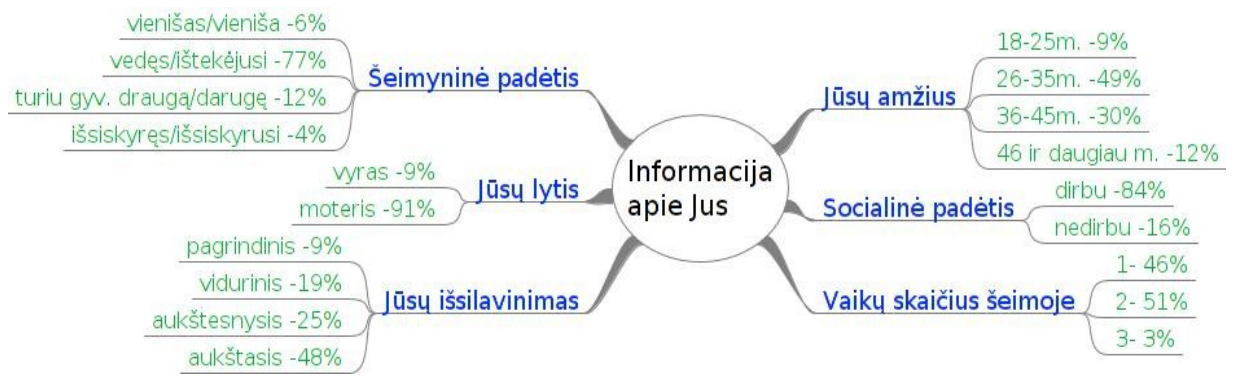 Informacija
apie Jus
Šeimyninė padėtis
vienišas/vieniša -6%
vedęs/ištekėjusi -77%
turiu gyv. draugą/darugę -12%
išsiskyręs/išsiskyrusi -4%
Jūsų lytis
vyras -9%
moteris -91%
Jūsų išsilavinimas
pagrindinis -9%
vidurinis -19%
aukštesnysis -25%
aukštasis -48%
Jūsų amžius
18-25m. -9%
26-35m. -49%
36-45m. -30%
46 ir daugiau m. -12%
Socialinė padėtis
dirbu -84%
nedirbu -16%
Vaikų skaičius šeimoje
1- 46%
2- 51%
3- 3%